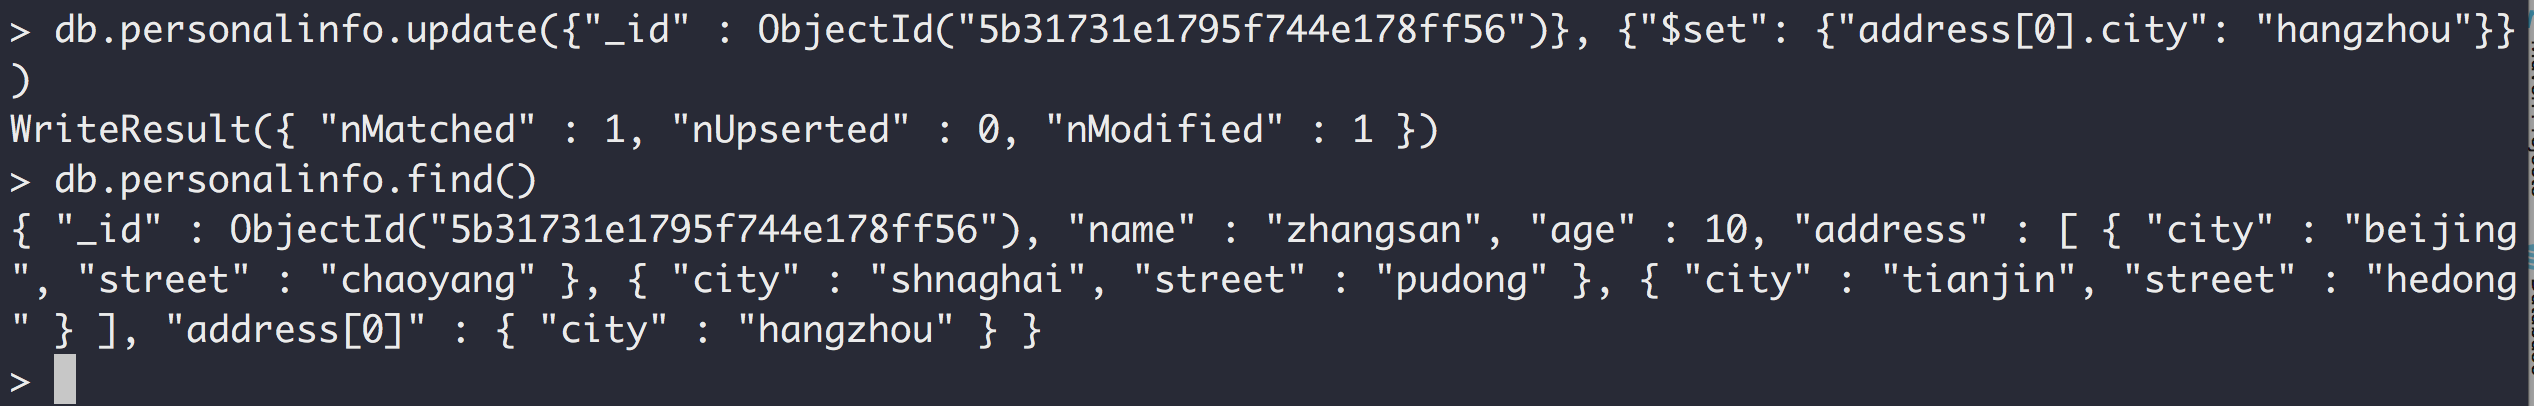 > db.personalinfo.update({"_id" : ObjectId("5b31731e1795f744e178ff56")}, {"$set": {"address[0].city": "hangzhou"}}
)
WriteResult({ "nMatched" : 1, "nUpserted" : 0, "nModified" : 1 })
> db.personalinfo.find()
{ "_id" : ObjectId("5b31731e1795f744e178ff56"), "name" : "zhangsan", "age" : 10, "address" : [ { "city" : "beijing
", "street" : "chaoyang" }, { "city" : "shnaghai", "street" : "pudong" }, { "city" : "tianjin", "street" : "hedong
" } ], "address[0]" : { "city" : "hangzhou" } }
>